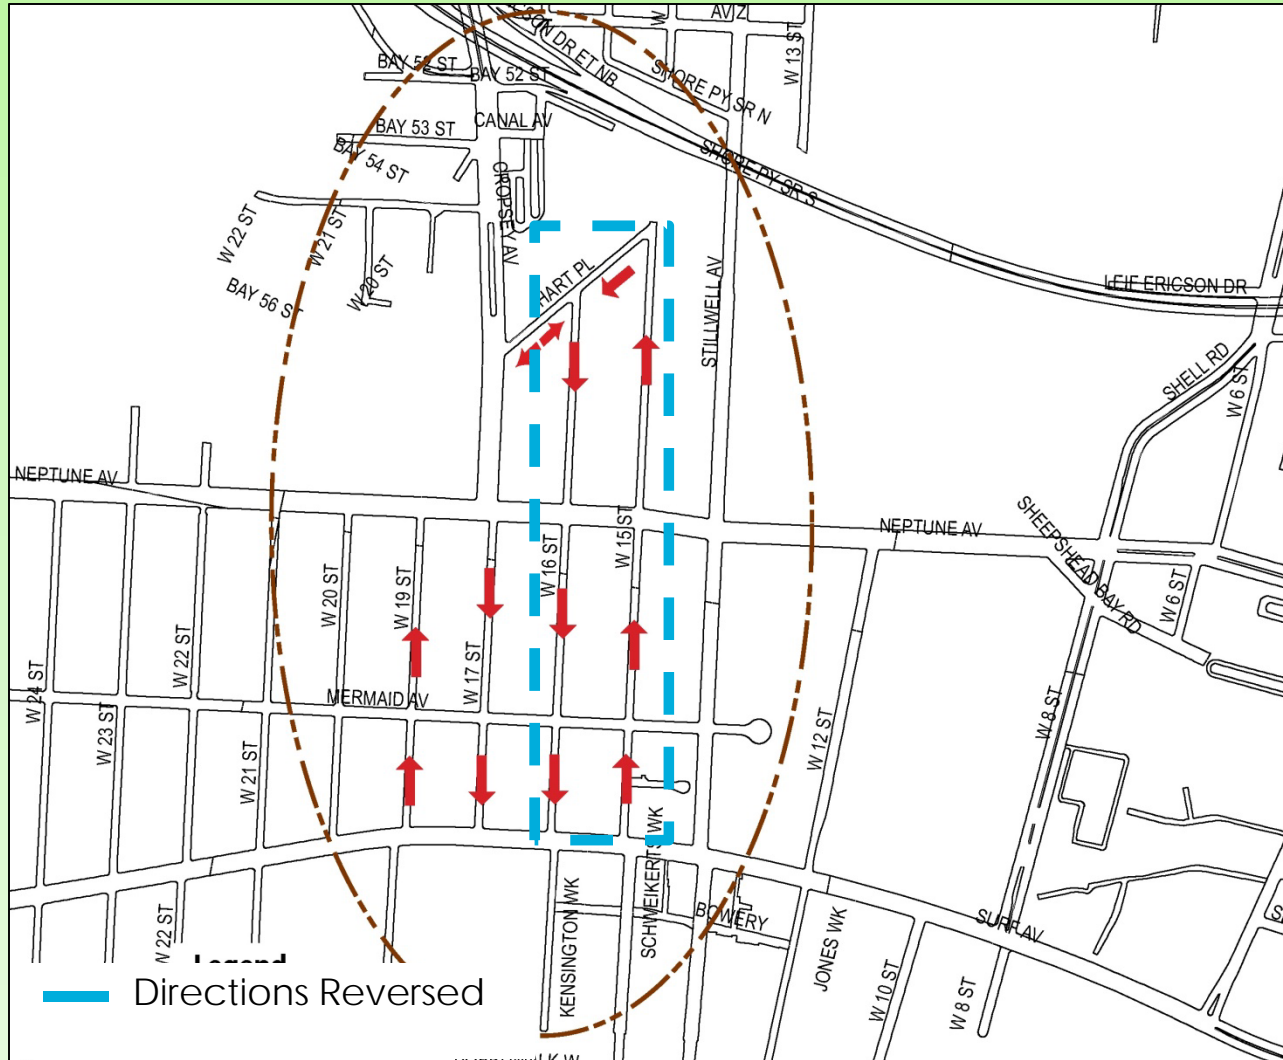 AV Z
W 13 ST
BAY 52 ST
BAY 52 ST
SHORE PY SR N
CANAL AV
BAY 53 ST
BAY 54 ST
SHORE PY SR S
CROPSEY AV
W 22 ST
W 21 ST
W 20 ST
BAY 56 ST
HART PL
STILLWELL AV
LEIF ERICSON DR
SHELL RD
W 6 ST
NEPTUNE AV
NEPTUNE AV
SHEEPSHEAD BAY RD
W 15 ST
W 16 ST
W 20 ST
W 19 ST
W 6 ST
W 22 ST
W 17 ST
W 24 ST
MERMAID AV
W 23 ST
W 12 ST
W 8 ST
W 21 ST
SCHWEIKERTS WK
KENSINGTON WK
BOWERY
JONES WK
SURF AV
W 22 ST
W 10 ST
W 8 ST
Legend
Directions Reversed